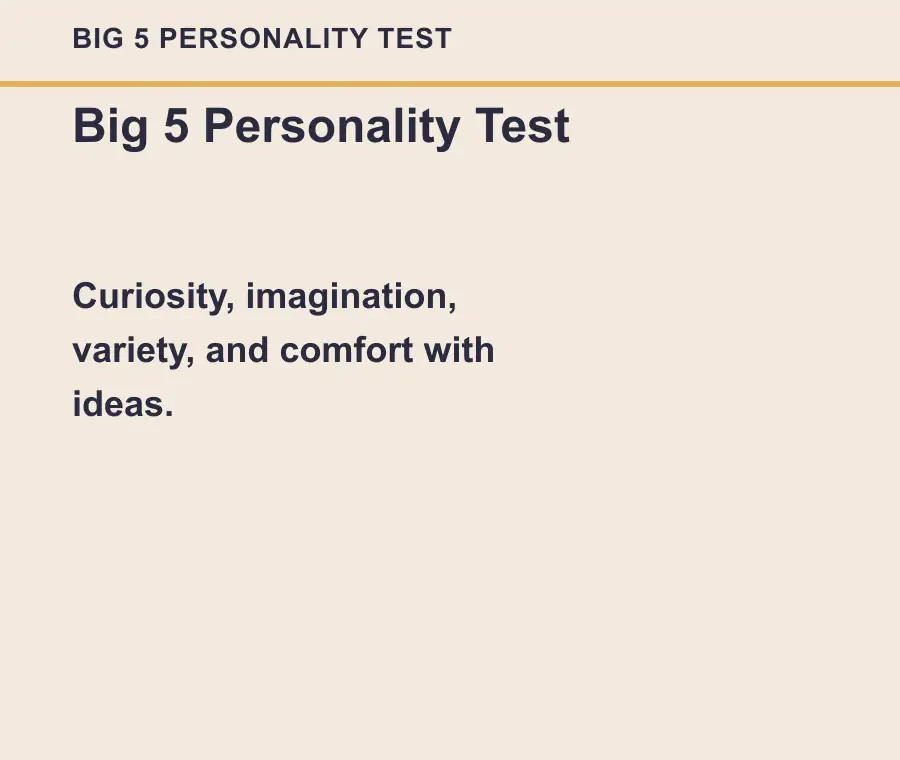 BIG 5 PERSONALITY TEST
Big 5 Personality Test
Curiosity, imagination,
variety, and comfort with
ideas.